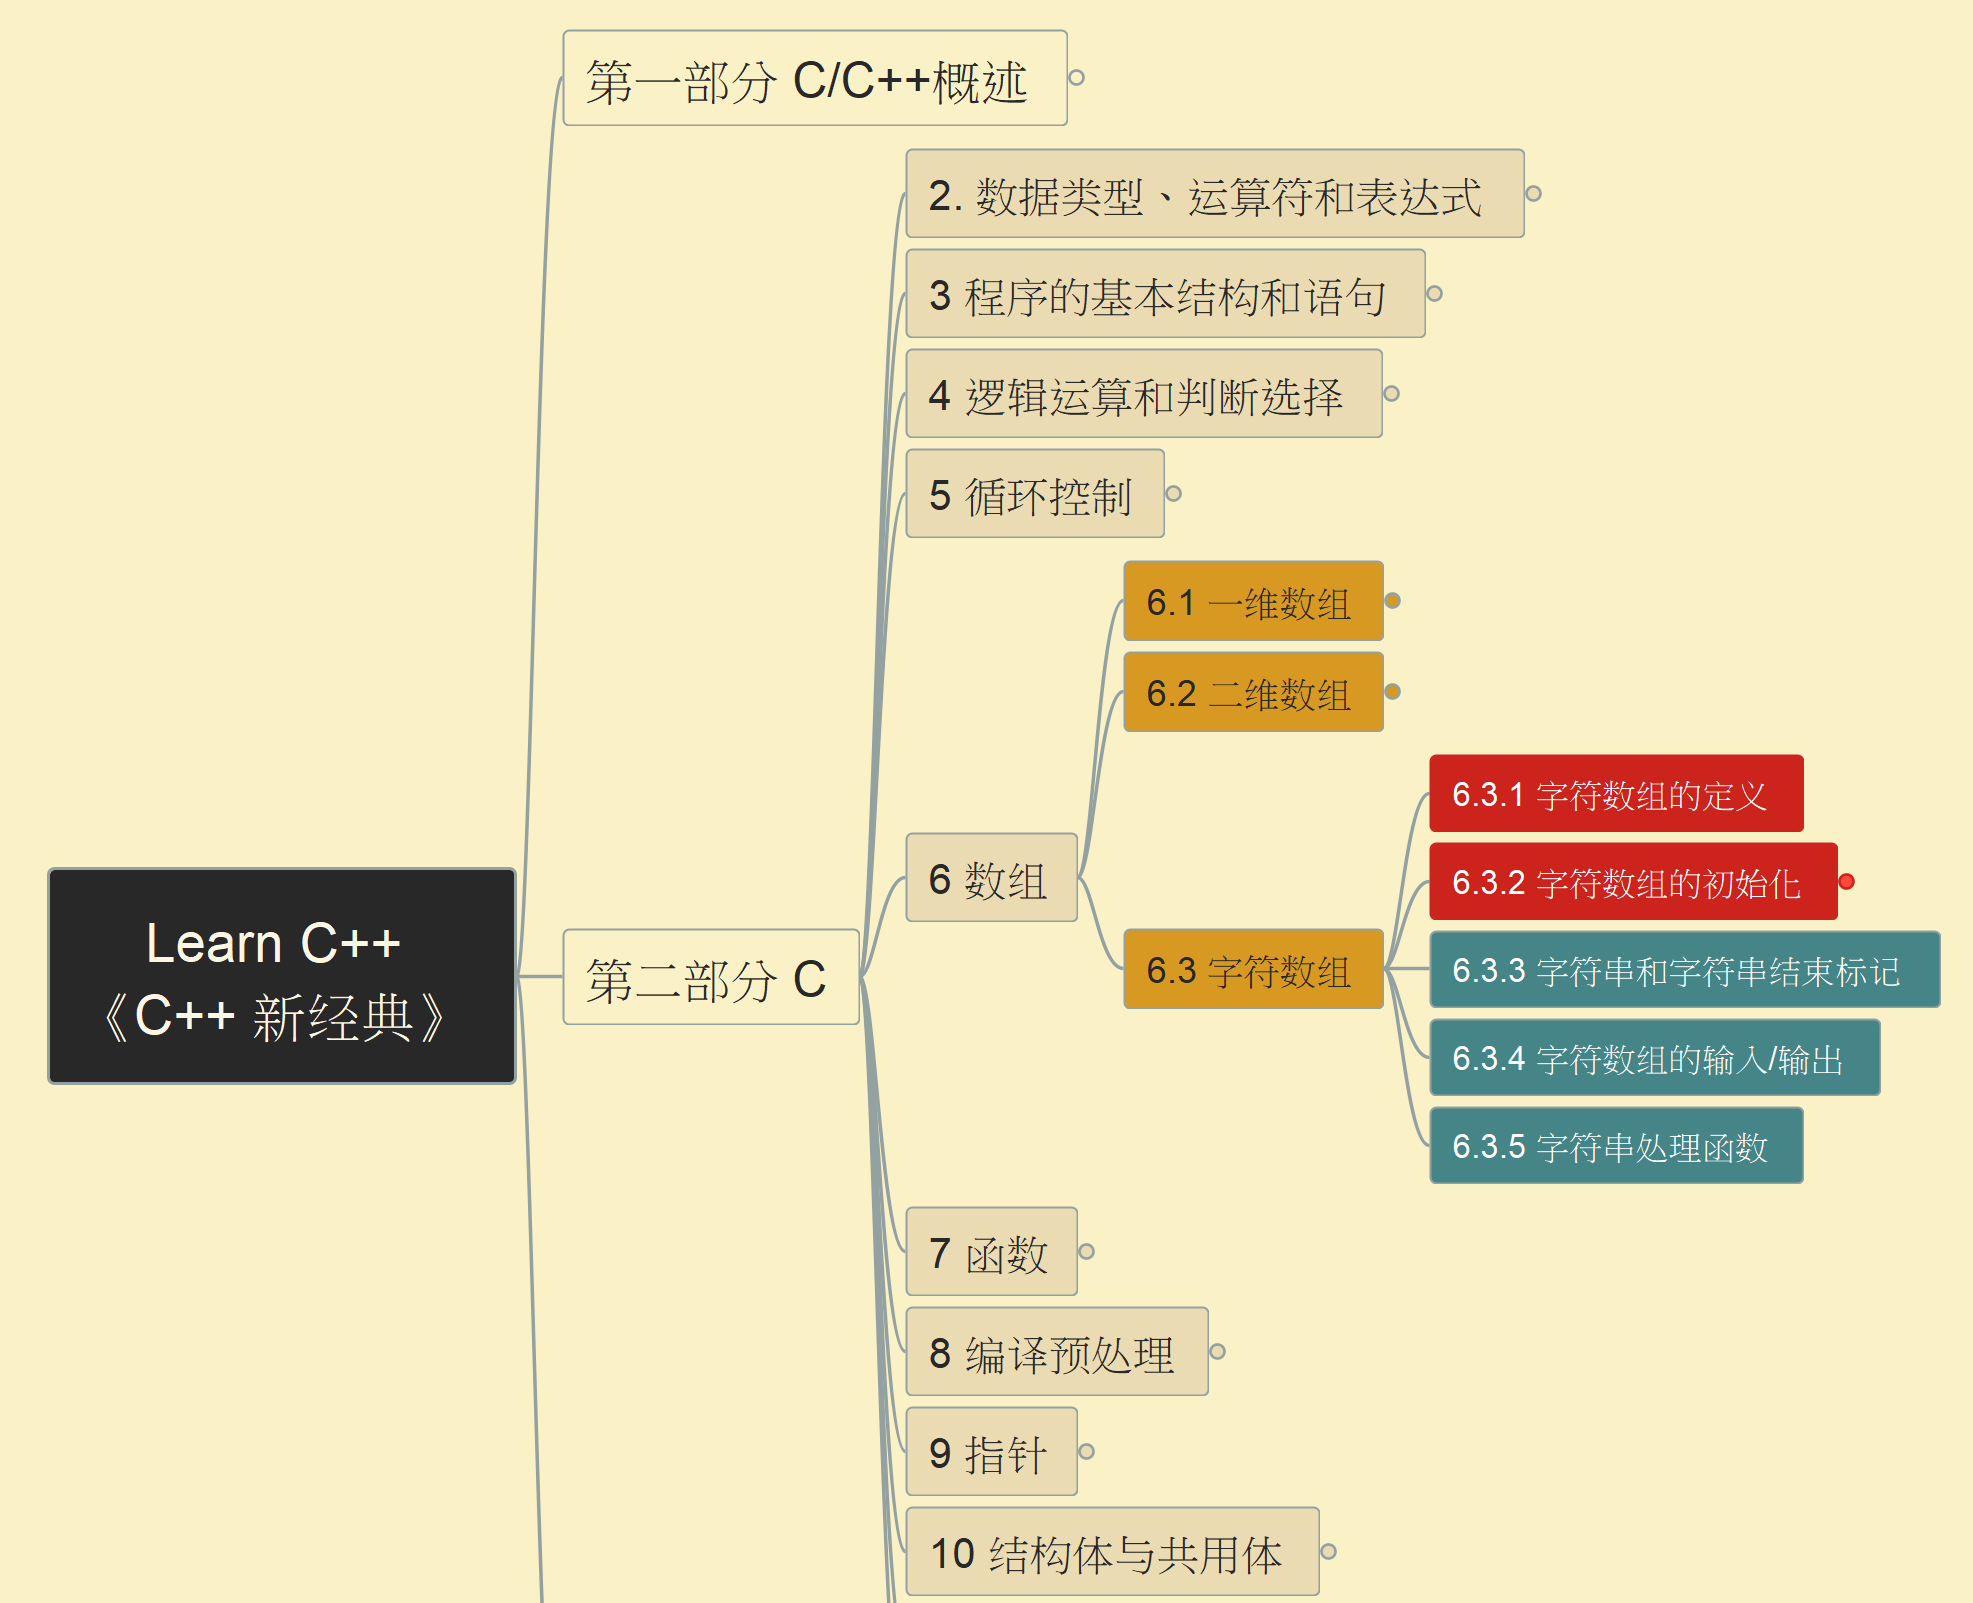 第一部分 C/C++概述
2. 数据类型、运算符和表达式
3 程序的基本结构和语句
4 逻辑运算和判断选择
5 循环控制
6.1 一维数组
6.2 二维数组
6.3.1 字符数组的定义
6.3.2 字符数组的初始化
6 数组
Learn C++
《C++ 新经典》
第二部分 C
6.3 字符数组
6.3.3 字符串和字符串结束标记
6.3.4 字符数组的输入/输出
6.3.5 字符串处理函数
7 函数
8 编译预处理
9 指针
10 结构体与共用体